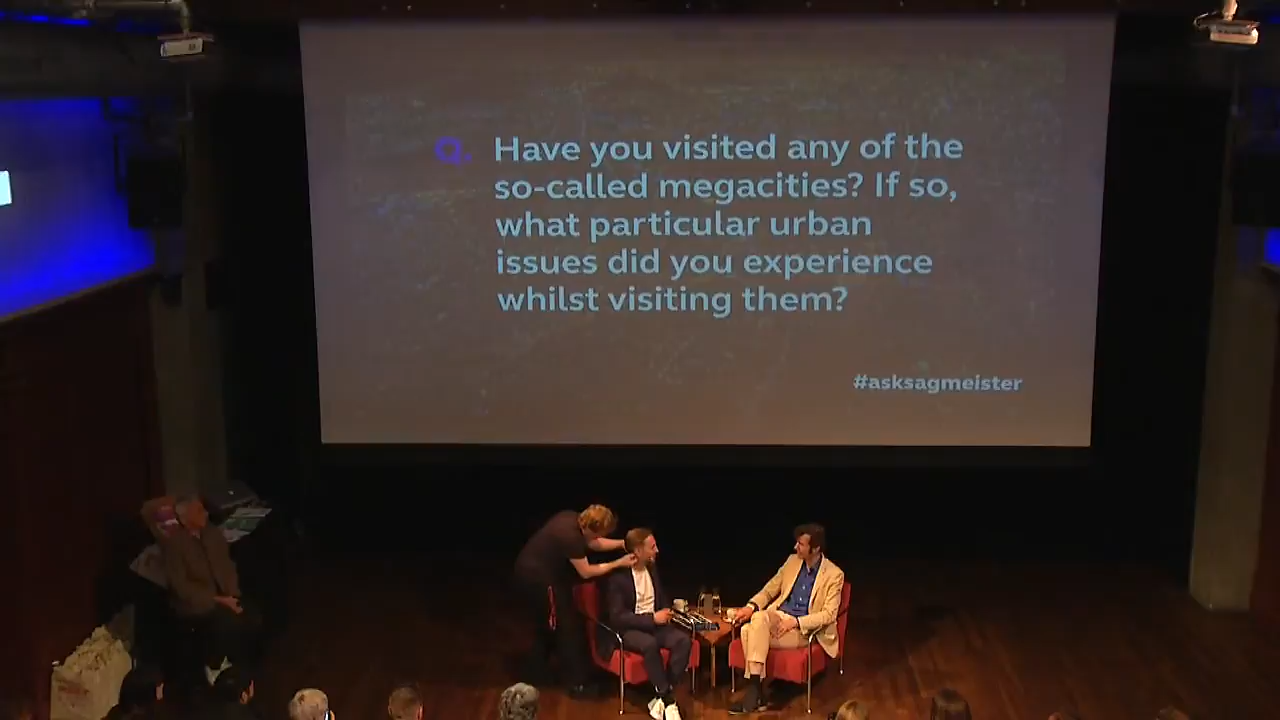 Q. Have you visited any of the
so-called megacities? If so,
what particular urban
issues did you experience
whilst visiting them?
#asksagmeister